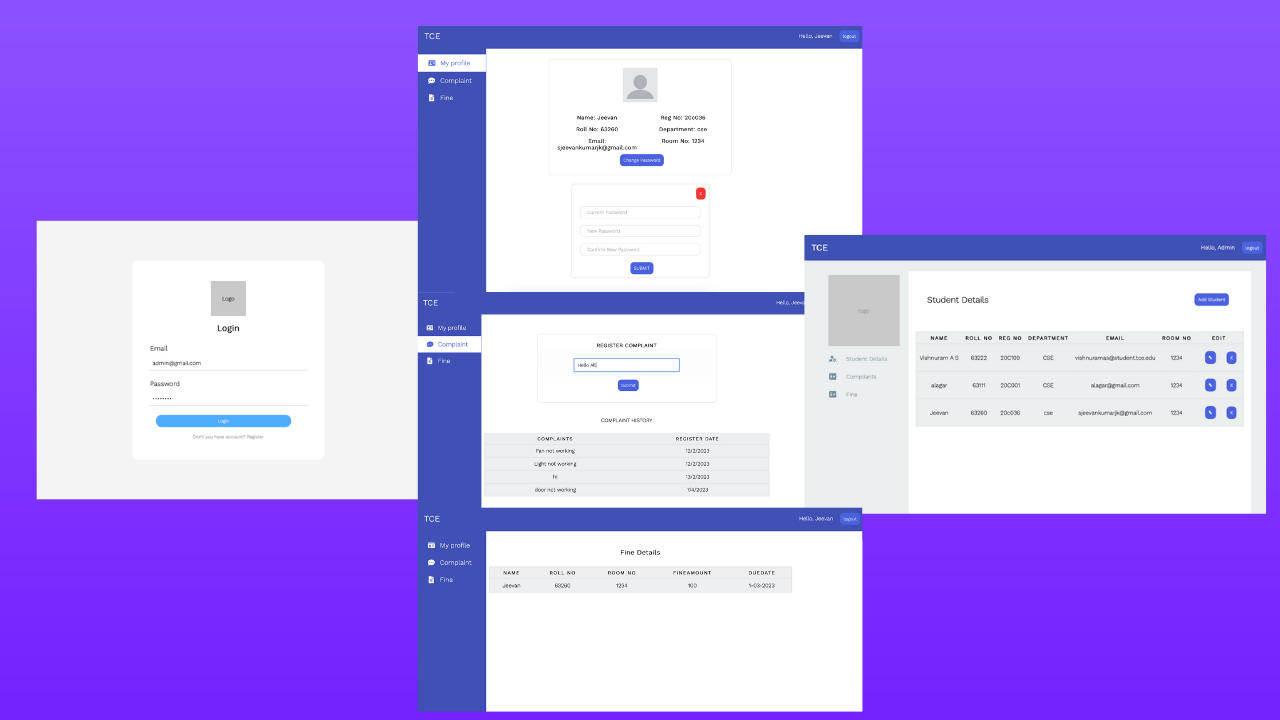 Logo
Login
Email
admin@gmail.com
Password
••••••••
Login
Don't you have account? Register
TCE
Hello, Jeevan logout
My profile
Complaint
Fine
Name: Jeevan Reg No: 20c036
Roll No: 63260 Department: cse
Email: Room No: 1234
sjeevankumarjk@gmail.com
Change Password
X
Current Password
New Password
Confirm New Password
SUBMIT
TCE
Hello, Jeeva
My profile
Complaint
Fine
REGISTER COMPLAINT
Submit
COMPLAINT HISTORY
COMPLAINTS REGISTER DATE
Fan not working 12/2/2023
Light not working 12/2/2023
hi 13/2/2023
door not working 1/4/2023
TCE
Hello, Jeevan logout
My profile
Complaint
Fine
Fine Details
NAME ROLL NO ROOM NO FINEAMOUNT DUEDATE
Jeevan 63260 1234 100 1-03-2023
TCE
Hello, Admin logout
logo
Student Details
Complants
Fine
Student Details
Add Student
NAME ROLL NO REG NO DEPARTMENT EMAIL ROOM NO EDIT
Vishnuram A S 63222 20C109 CSE vishnuramas@student.tce.edu 1234 X
alagar 63111 20C001 CSE alagar@gmail.com 1234 X
Jeevan 63260 20c036 cse sjeevankumarjk@gmail.com 1234 X